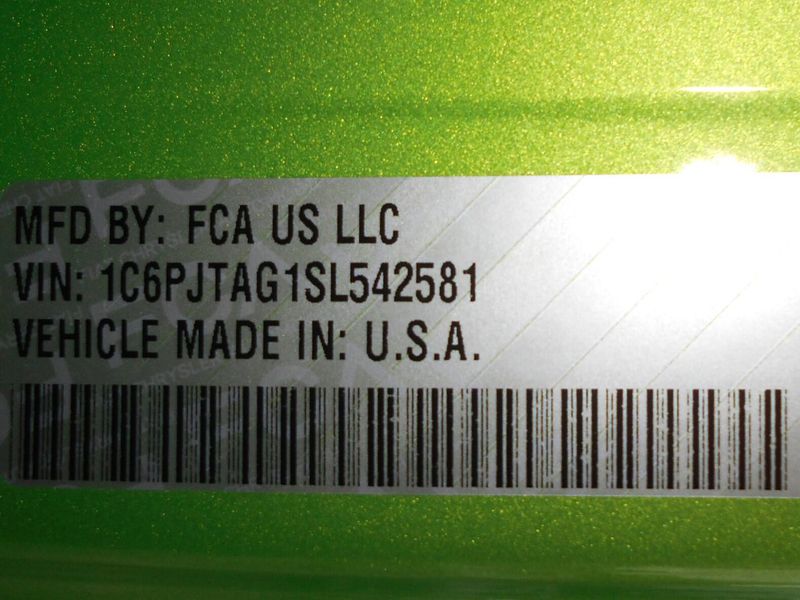 MFD BY: FCA US LLC
VIN: 1C6PJTAG1SL542581
VEHICLE MADE IN: U.S.A.